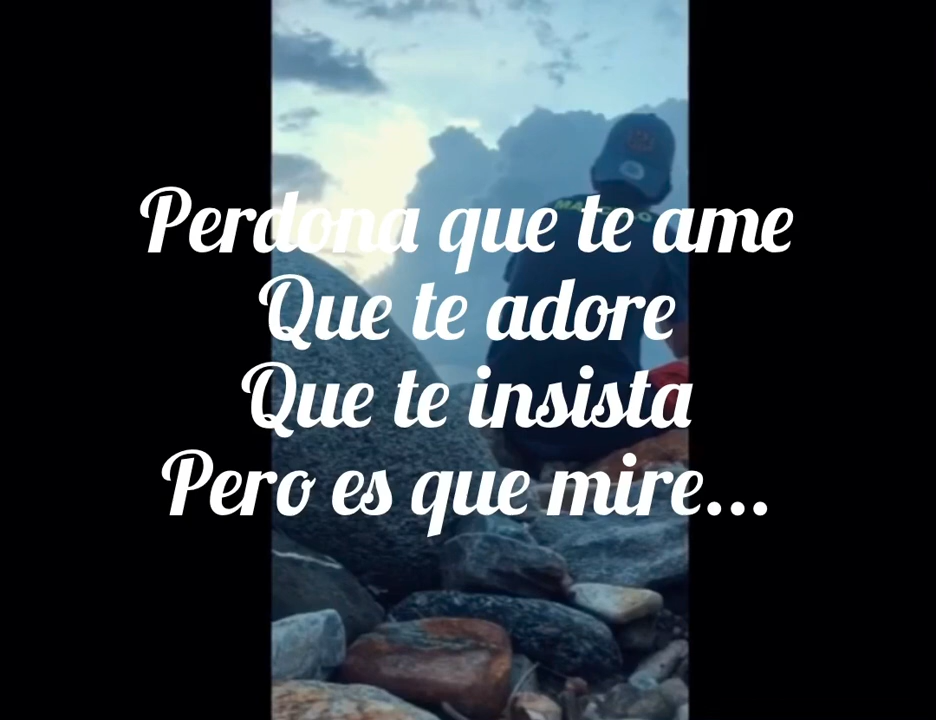 Perdona que te ame
Que te adore
Que te insista
Pero es que mire...